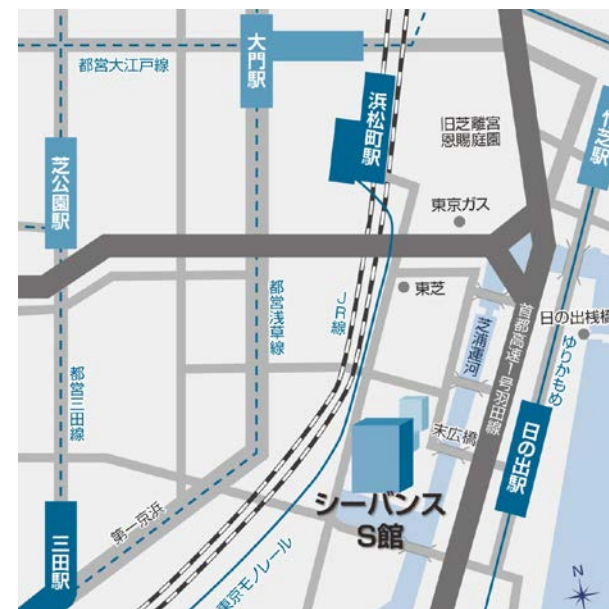 都営大江戸線
大門駅
浜松町駅
旧芝離宮
恩賜庭園
竹芝駅
芝公園駅
東京ガス
東芝
JR線
都営浅草線
都営三田線
芝浦運河
首都高速1号羽田線
日の出桟橋
ゆりかもめ
末広橋
日の出駅
シーバンス
S館
第一京浜
三田駅
東京モノレール
N